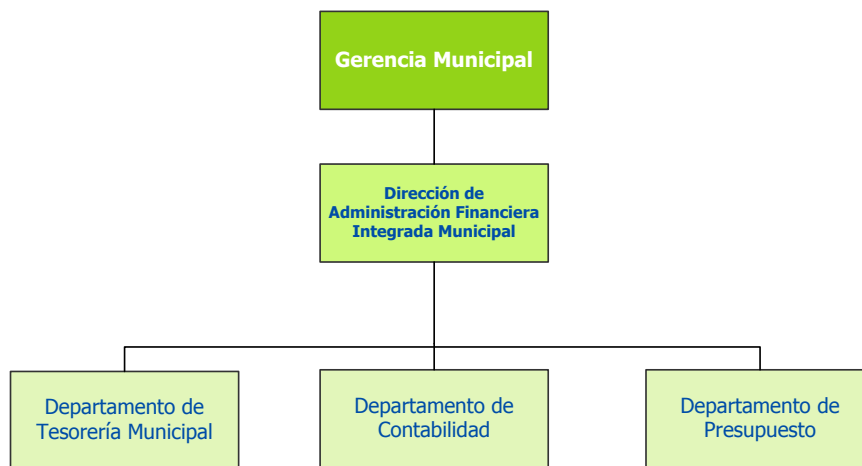 Gerencia Municipal
Dirección de
Administración Financiera
Integrada Municipal
Departamento de
Tesorería Municipal
Departamento de
Contabilidad
Departamento de
Presupuesto